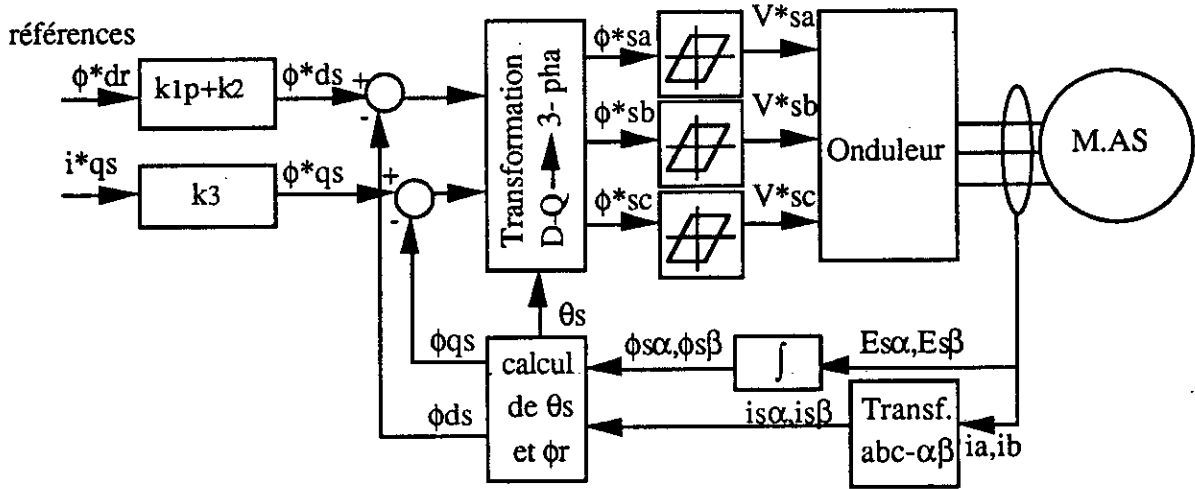 références
ϕ*dr
k1p+k2
ϕ*ds
+
-
i*qs
k3
ϕ*qs
+
-
Transformation
D-Q → 3- pha
ϕ*sa
ϕ*sb
ϕ*sc
V*sa
V*sb
V*sc
Onduleur
M.AS
θs
ϕqs
ϕds
calcul
de θs
et ϕr
ϕsα,ϕsβ
∫
Esα,Esβ
isα,isβ
Transf.
abc-αβ
ia,ib